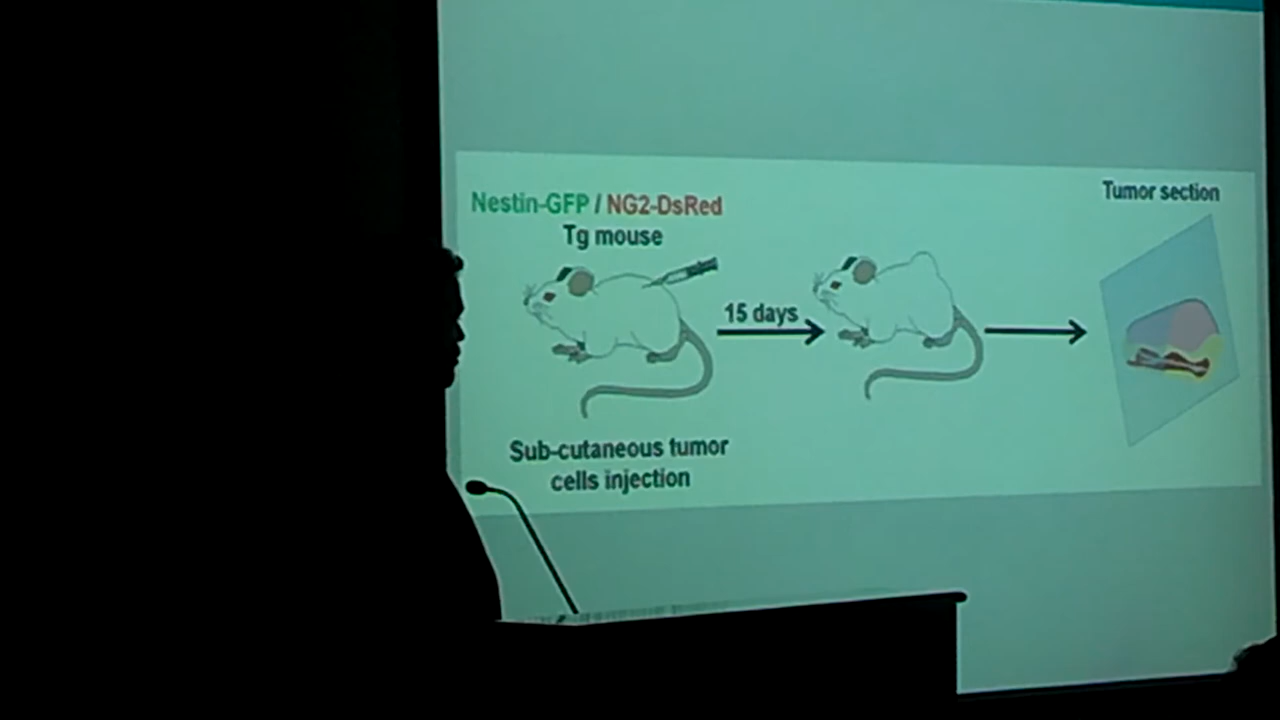 Nestin-GFP / NG2-DsRed
Tg mouse
Sub-cutaneous tumor
cells injection
15 days
Tumor section